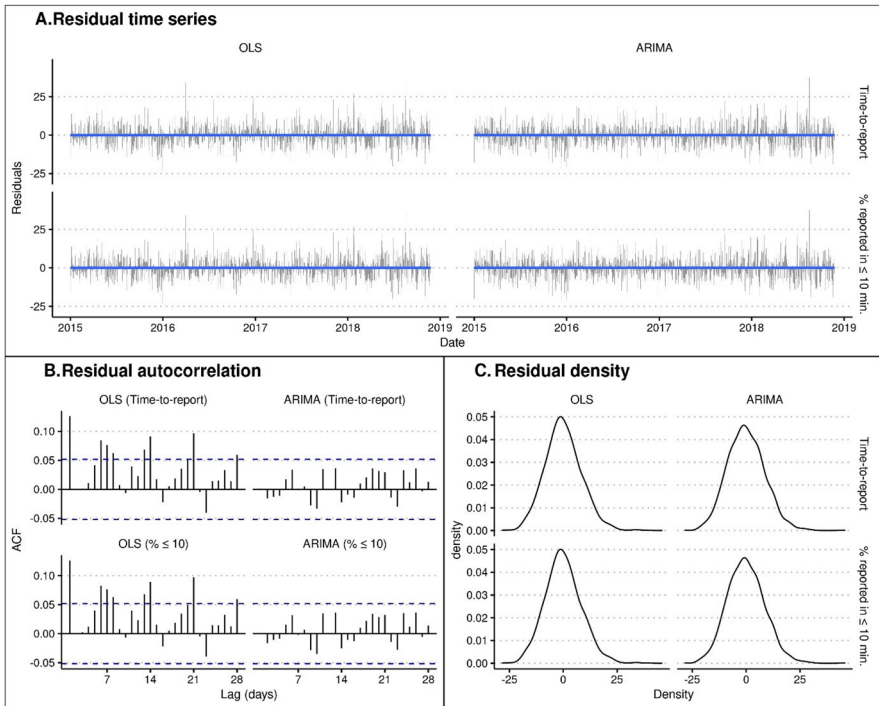 A.Residual time series
OLS ARIMA
Residuals
25
0
-25
25
0
-25
Time-to-report
% reported in ≤ 10 min.
2015 2016 2017 2018 2019 2015 2016 2017 2018 2019
Date
B.Residual autocorrelation
OLS (Time-to-report) ARIMA (Time-to-report)
ACF
0.10
0.05
0.00
-0.05
OLS (% ≤ 10) ARIMA (% ≤ 10)
0.10
0.05
0.00
-0.05
7 14 21 28 7 14 21 28
Lag (days)
C. Residual density
OLS ARIMA
density
0.05
0.04
0.03
0.02
0.01
0.00
Time-to-report
0.05
0.04
0.03
0.02
0.01
0.00
% reported in ≤ 10 min.
-25 0 25 -25 0 25
Density